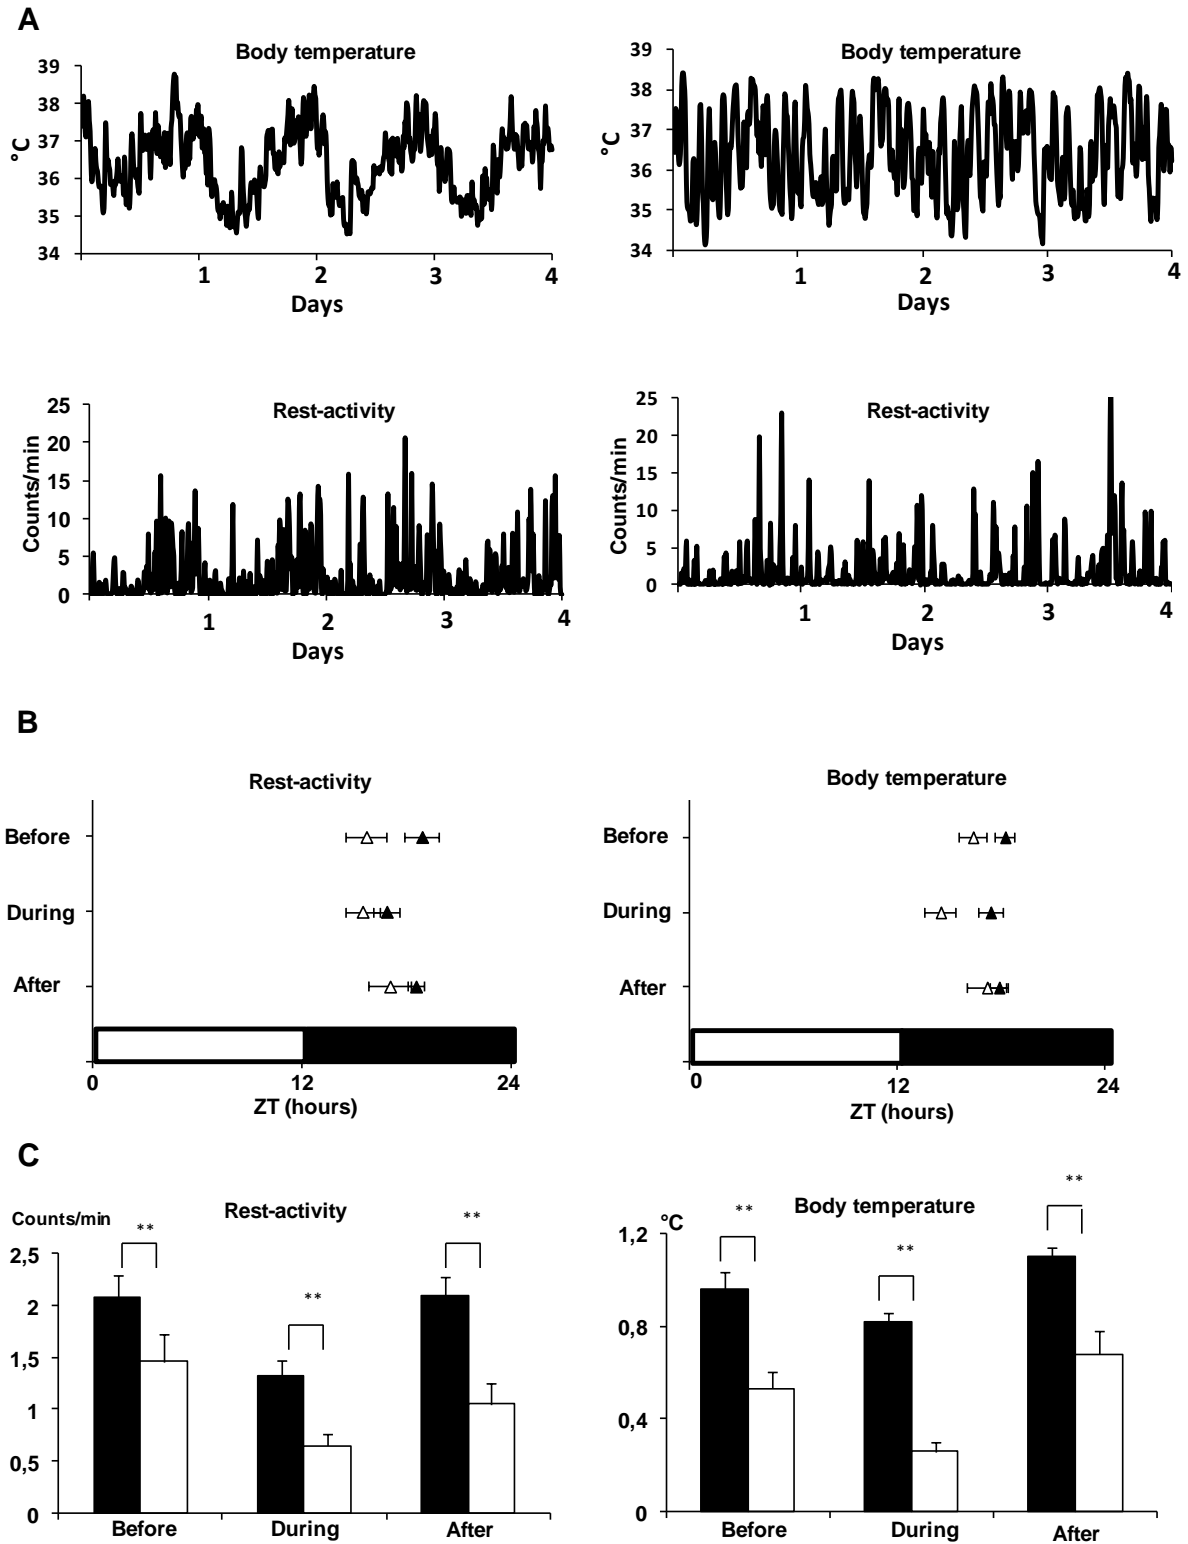 A
Body temperature
39
38
37
36
35
34
°C
1
2
3
4
Days
Body temperature
39
38
37
36
35
34
°C
1
2
3
4
Days
Rest-activity
25
20
15
10
5
0
Counts/min
1
2
3
4
Days
Rest-activity
25
20
15
10
5
0
Counts/min
1
2
3
4
Days
B
Rest-activity
Before
During
After
0
12
24
ZT (hours)
Body temperature
Before
During
After
0
12
24
ZT (hours)
C
Rest-activity
Counts/min
2,5
2
1,5
1
0,5
0
**
**
**
Before
During
After
Body temperature
°C
1,2
0,8
0,4
0
**
**
**
Before
During
After